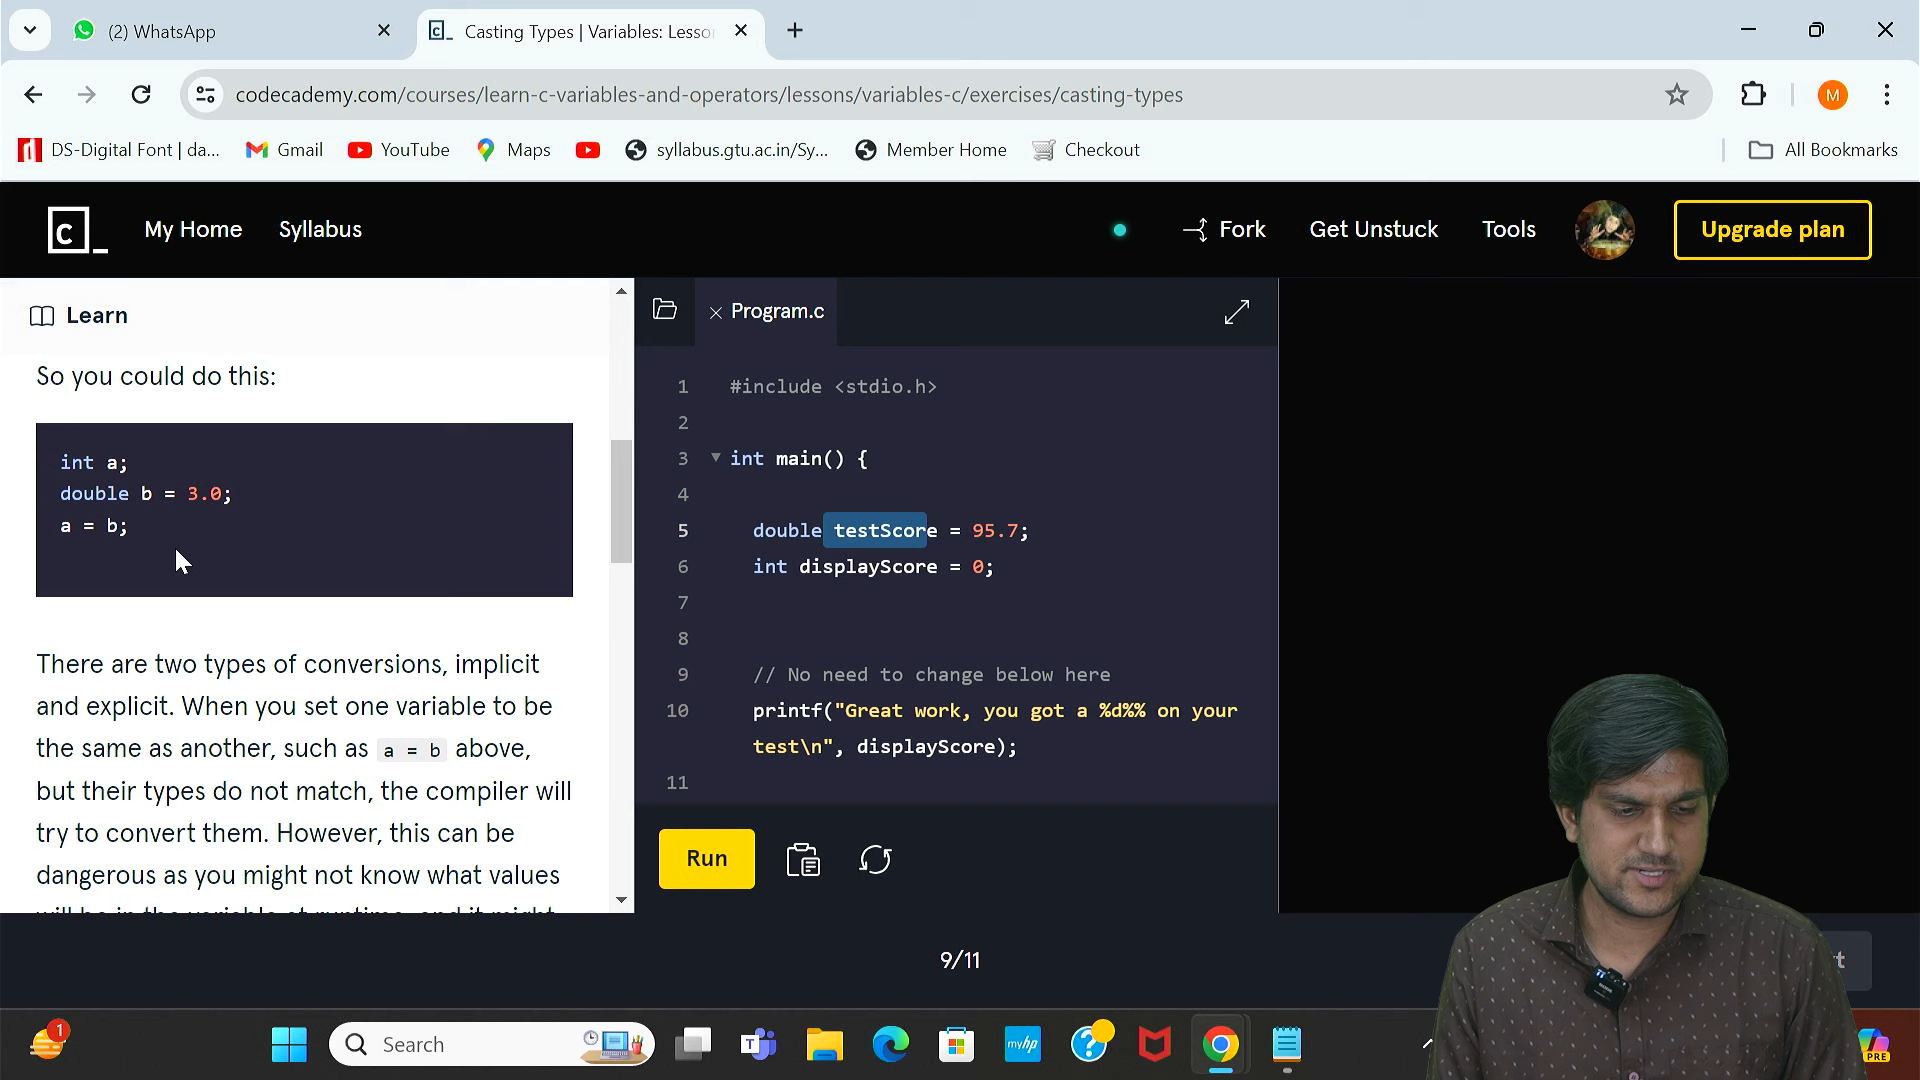 (2) WhatsApp
Casting Types | Variables: Lesso
codecademy.com/courses/learn-c-variables-and-operators/lessons/variables-c/exercises/casting-types
M
DS-Digital Font | da...
Gmail
YouTube
Maps
syllabus.gtu.ac.in/Sy...
Member Home
Checkout
All Bookmarks
c_
My Home
Syllabus
Fork
Get Unstuck
Tools
Upgrade plan
Learn
So you could do this:
int a;
double b = 3.0;
a = b;
There are two types of conversions, implicit
and explicit. When you set one variable to be
the same as another, such as a = b above,
but their types do not match, the compiler will
try to convert them. However, this can be
dangerous as you might not know what values
Program.c
1 #include <stdio.h>
2
3 int main() {
4
5 double testScore = 95.7;
6 int displayScore = 0;
7
8
9 // No need to change below here
10 printf("Great work, you got a %d%% on your
test\n", displayScore);
11
Run
9/11
1
Search
T
myhp
?
PRE